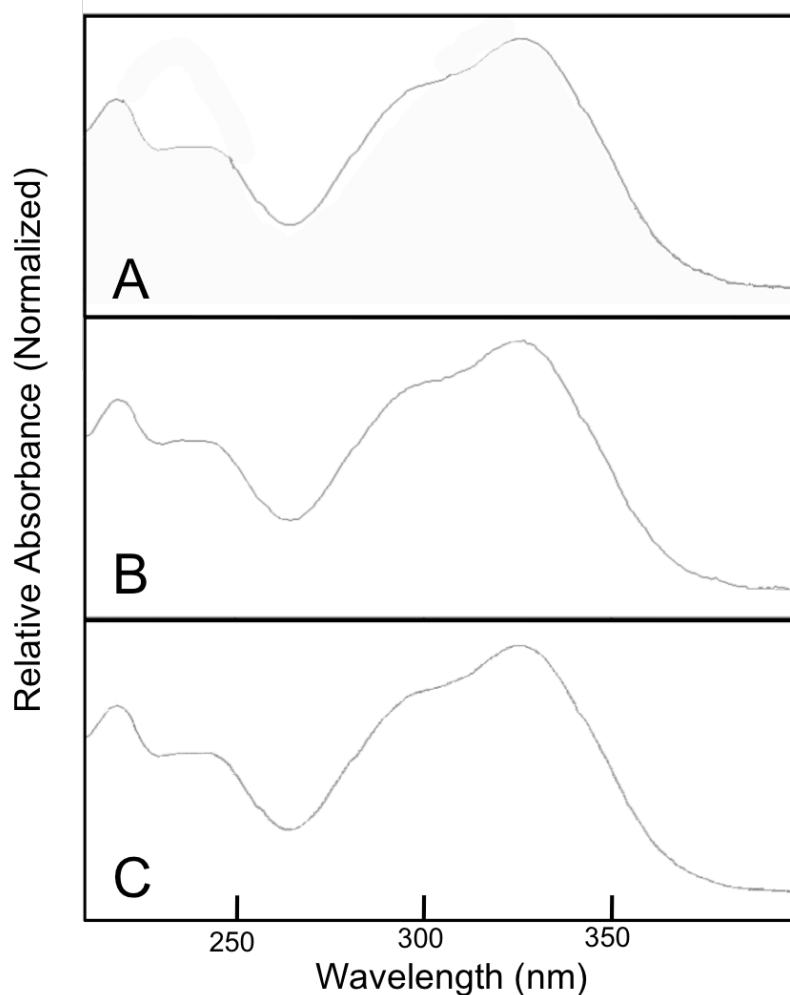 Relative Absorbance (Normalized)
A
B
C
250
300
350
Wavelength (nm)